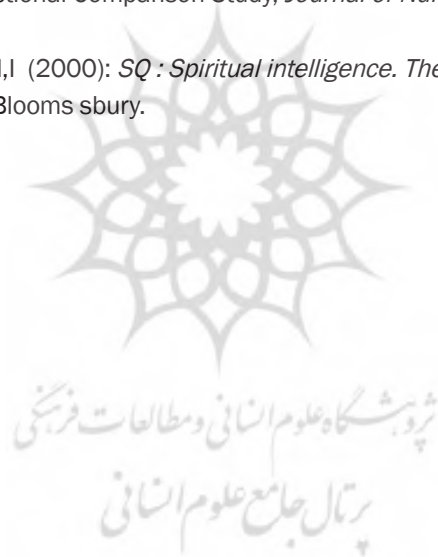 tional Comparison Study, Journal of Nur
l,I (2000): SQ : Spiritual intelligence. The
Blooms sbury.
پژوهشگاه علوم انسانی و مطالعات فرهنگی
پرتال جامع علوم انسانی